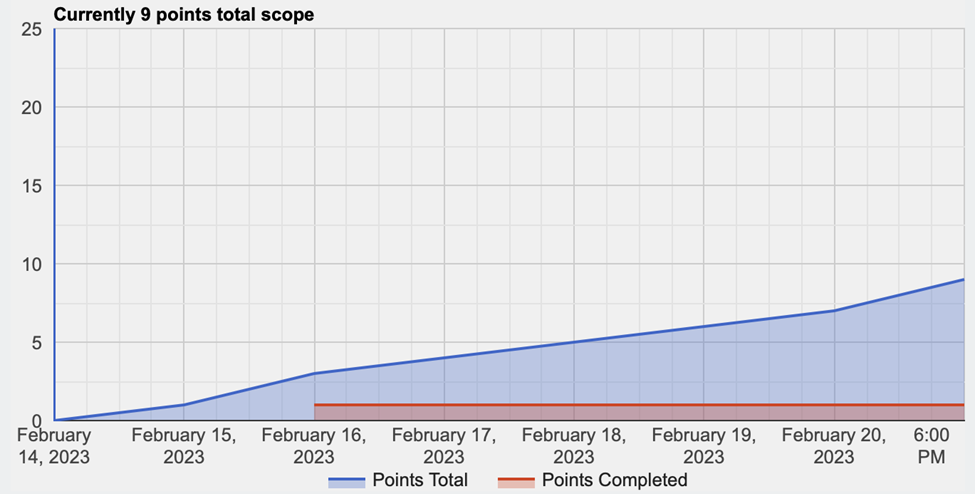 Currently 9 points total scope
25
20
15
10
5
0
February 14, 2023
February 15, 2023
February 16, 2023
February 17, 2023
February 18, 2023
February 19, 2023
February 20, 2023
6:00 PM
Points Total
Points Completed